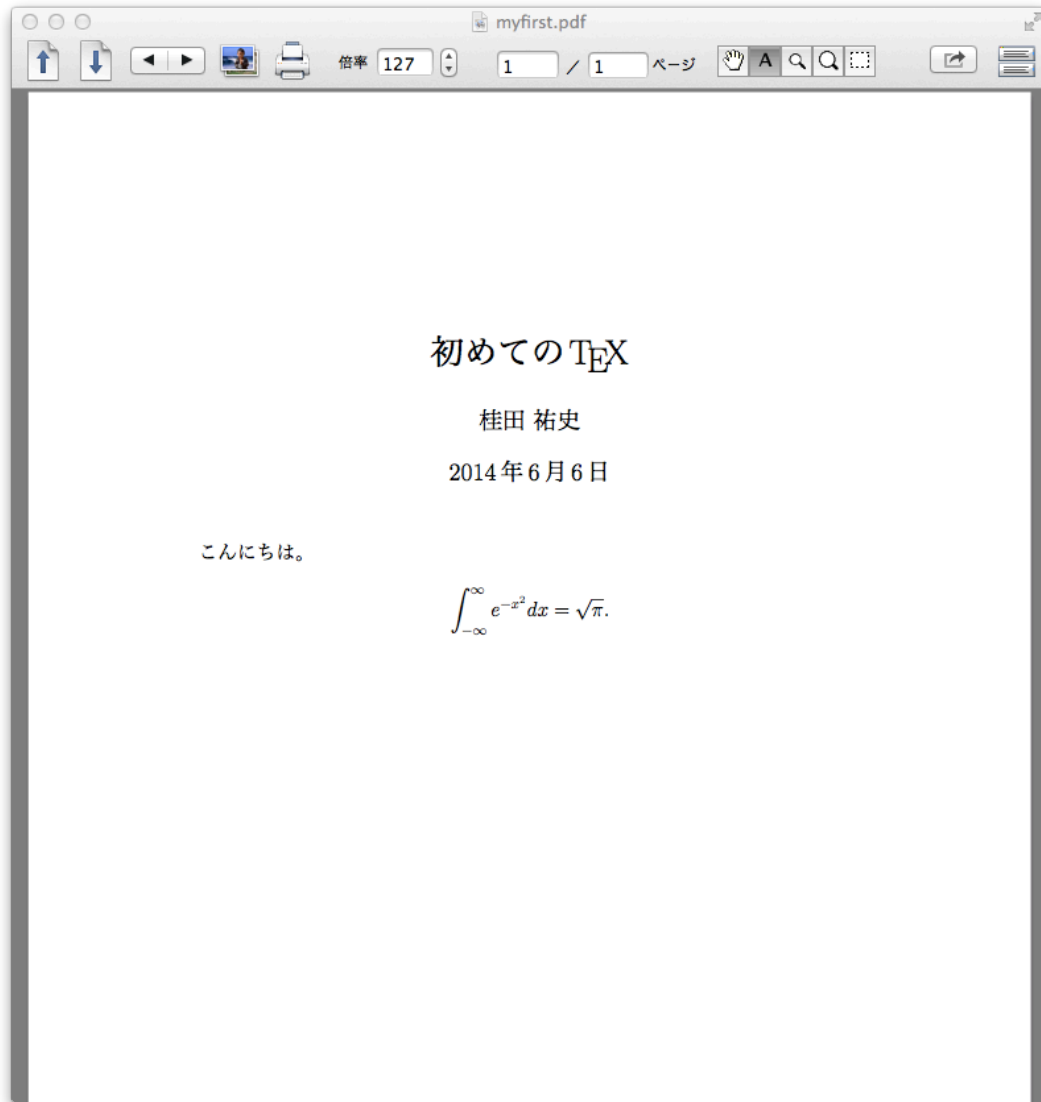 myfirst.pdf
倍率 127 1 / 1 ページ A
初めてのTEX
桂田 祐史
2014年6月6日
こんにちは。
∫_{-∞}^{∞} e^{-x^2} dx = √π.